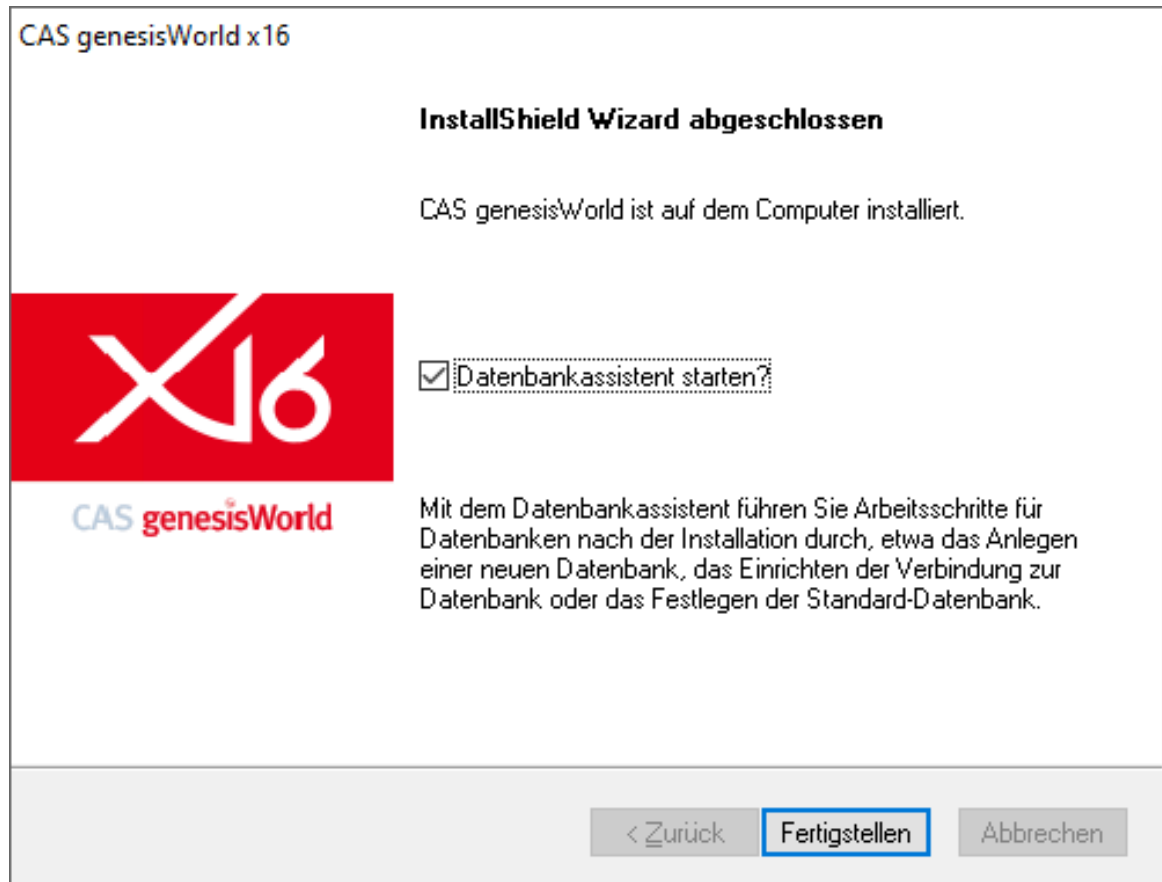 CAS genesisWorld x16
InstallShield Wizard abgeschlossen
CAS genesisWorld ist auf dem Computer installiert.
x16
CAS genesisWorld
Datenbankassistent starten?
Mit dem Datenbankassistent führen Sie Arbeitsschritte für
Datenbanken nach der Installation durch, etwa das Anlegen
einer neuen Datenbank, das Einrichten der Verbindung zur
Datenbank oder das Festlegen der Standard-Datenbank.
< Zurück
Fertigstellen
Abbrechen